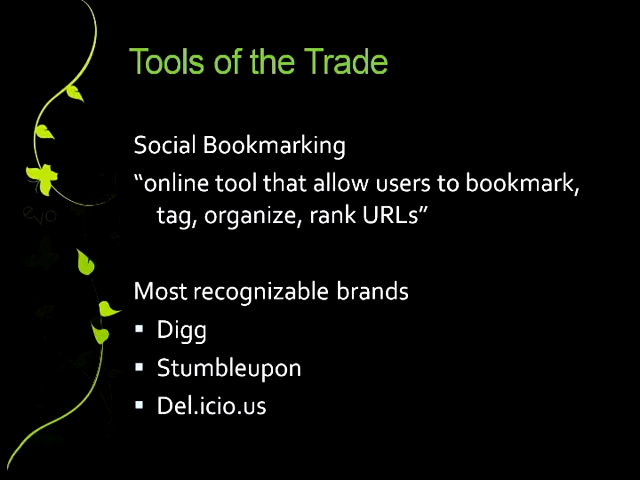 Tools of the Trade
Social Bookmarking
“online tool that allow users to bookmark,
tag, organize, rank URLs”
Most recognizable brands
▪ Digg
▪ Stumbleupon
▪ Del.icio.us